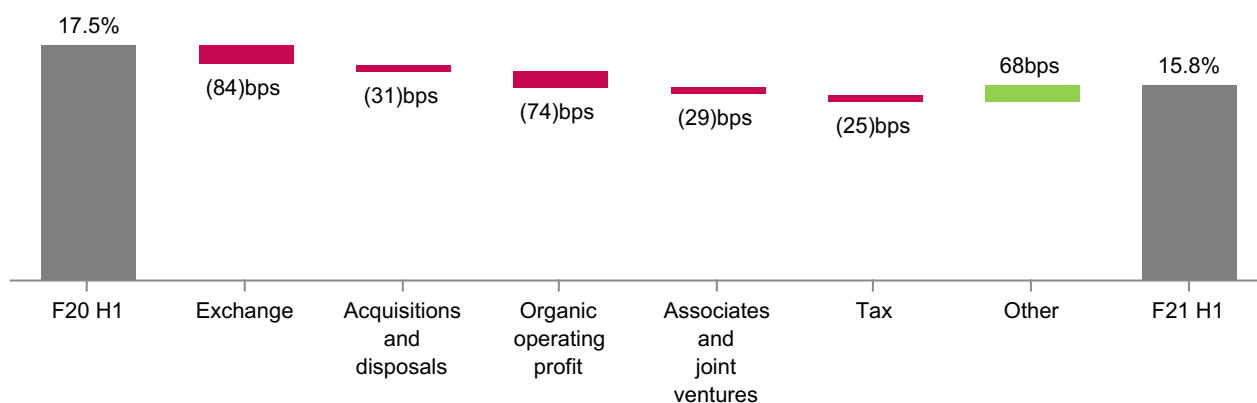 17.5%
(84)bps
(31)bps
(74)bps
(29)bps
(25)bps
68bps
15.8%
F20 H1
Exchange
Acquisitions
and
disposals
Organic
operating
profit
Associates
and
joint
ventures
Tax
Other
F21 H1